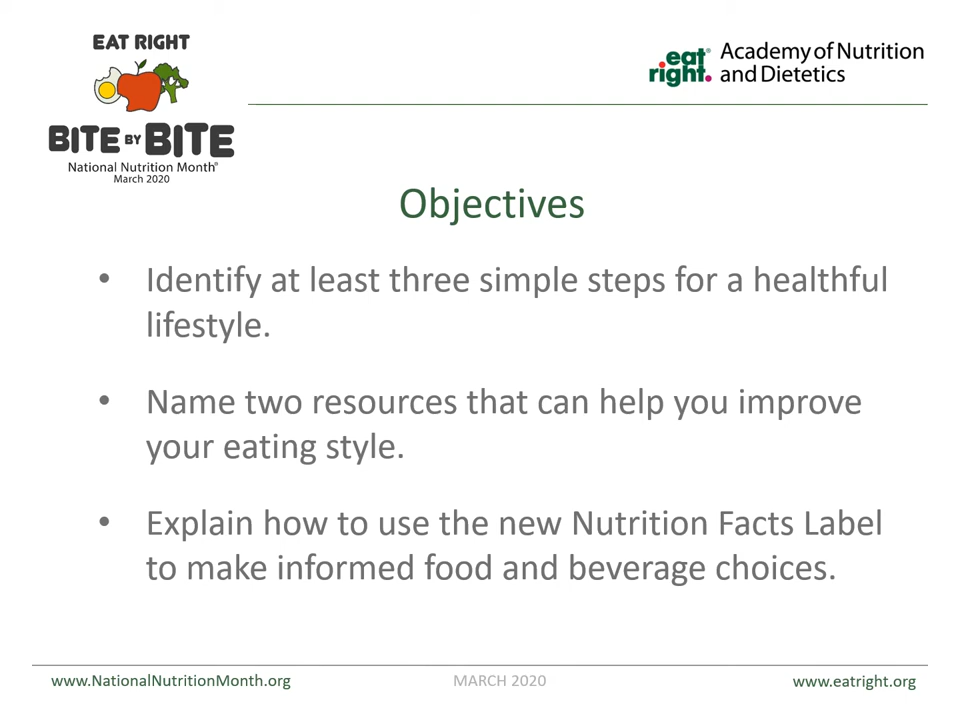 EAT RIGHT
BITE BY BITE
National Nutrition Month®
March 2020
eat® right.
Academy of Nutrition
and Dietetics
Objectives
• Identify at least three simple steps for a healthful
lifestyle.
• Name two resources that can help you improve
your eating style.
• Explain how to use the new Nutrition Facts Label
to make informed food and beverage choices.
www.NationalNutritionMonth.org
MARCH 2020
www.eatright.org